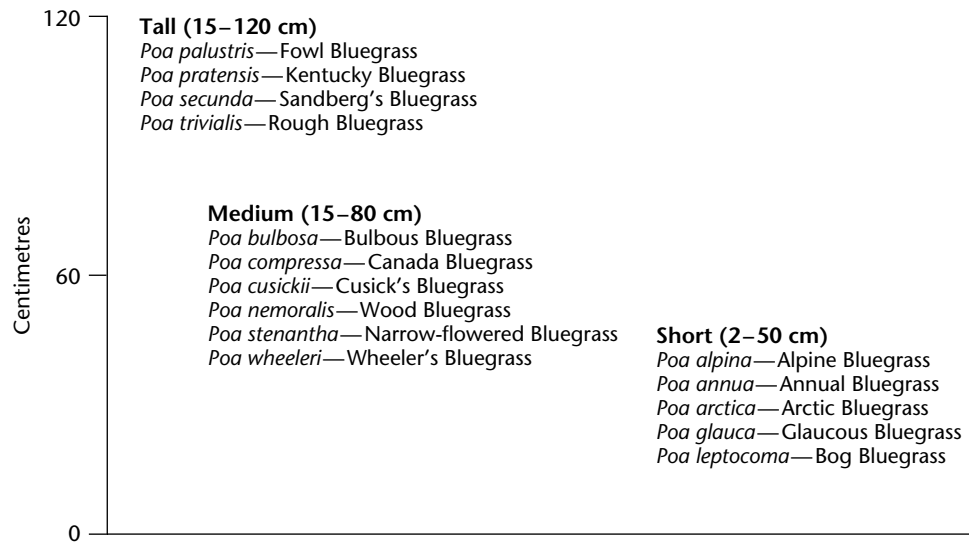 120
Tall (15–120 cm)
Poa palustris—Fowl Bluegrass
Poa pratensis—Kentucky Bluegrass
Poa secunda—Sandberg's Bluegrass
Poa trivialis—Rough Bluegrass
Medium (15–80 cm)
Poa bulbosa—Bulbous Bluegrass
Poa compressa—Canada Bluegrass
Poa cusickii—Cusick's Bluegrass
Poa nemoralis—Wood Bluegrass
Poa stenantha—Narrow-flowered Bluegrass
Poa wheeleri—Wheeler's Bluegrass
Short (2–50 cm)
Poa alpina—Alpine Bluegrass
Poa annua—Annual Bluegrass
Poa arctica—Arctic Bluegrass
Poa glauca—Glaucous Bluegrass
Poa leptocoma—Bog Bluegrass
Centimetres
60
0